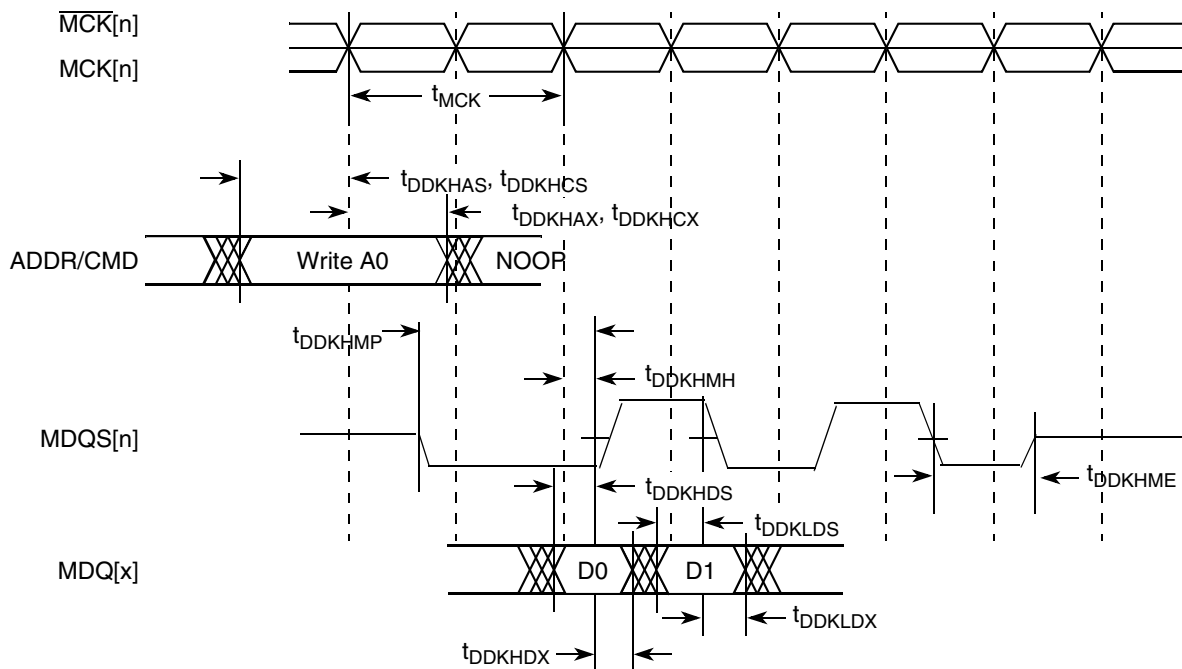 MCK[n]
MCK[n]
tMCK
tDDKHAS, tDDKHCS
tDDKHAX, tDDKHCX
ADDR/CMD
Write A0
NOOP
tDDKHMP
tDDKHMH
MDQS[n]
tDDKHDS
tDDKHME
tDDKLDS
MDQ[x]
D0
D1
tDDKLDX
tDDKHDX